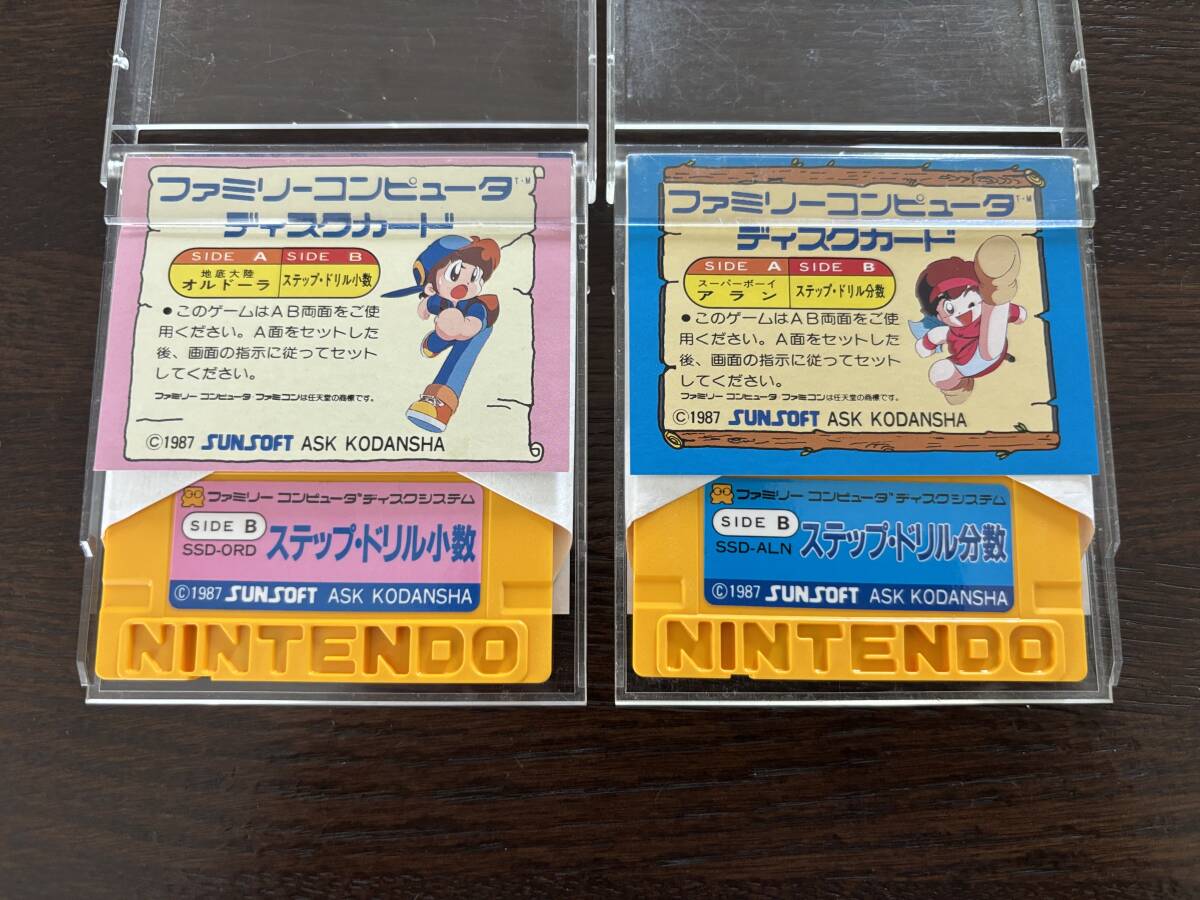 ファミリーコンピュータ™
ディスクカード
SIDE A SIDE B
地底大陸
オルドーラ ステップ・ドリル小数
●このゲームはAB両面をご使
用ください。A面をセットした
後、画面の指示に従ってセット
してください。
ファミリーコンピュータ・ファミコンは任天堂の商標です。
©1987 SUNSOFT ASK KODANSHA
ファミリーコンピュータ ディスクシステム
SIDE B
SSD-ORD ステップ・ドリル小数
©1987 SUNSOFT ASK KODANSHA
NINTENDO
ファミリーコンピュータ™
ディスクカード
SIDE A SIDE B
スーパーボーイ
アラン ステップ・ドリル分数
●このゲームはAB両面をご使
用ください。A面をセットした
後、画面の指示に従ってセット
してください。
ファミリーコンピュータ・ファミコンは任天堂の商標です。
©1987 SUNSOFT ASK KODANSHA
ファミリーコンピュータ ディスクシステム
SIDE B
SSD-ALN ステップ・ドリル分数
©1987 SUNSOFT ASK KODANSHA
NINTENDO